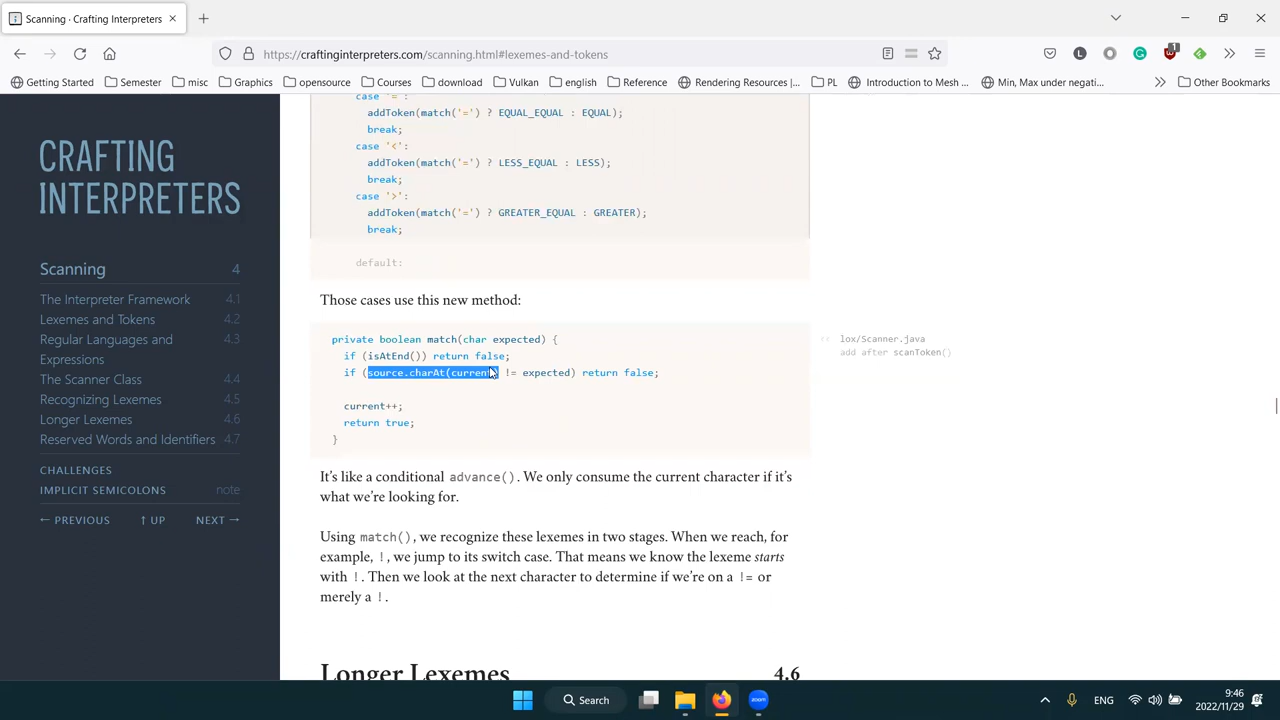 Scanning · Crafting Interpreters
https://craftinginterpreters.com/scanning.html#lexemes-and-tokens
L
1
Getting Started
Semester
misc
Graphics
opensource
Courses
download
Vulkan
english
Reference
Rendering Resources |...
PL
Introduction to Mesh ...
Min, Max under negati...
Other Bookmarks
CRAFTING
INTERPRETERS
Scanning 4
The Interpreter Framework 4.1
Lexemes and Tokens 4.2
Regular Languages and 4.3
Expressions
The Scanner Class 4.4
Recognizing Lexemes 4.5
Longer Lexemes 4.6
Reserved Words and Identifiers 4.7
CHALLENGES
IMPLICIT SEMICOLONS note
← PREVIOUS ↑ UP NEXT →
case '=':
addToken(match('=') ? EQUAL_EQUAL : EQUAL);
break;
case '<':
addToken(match('=') ? LESS_EQUAL : LESS);
break;
case '>':
addToken(match('=') ? GREATER_EQUAL : GREATER);
break;
default:
Those cases use this new method:
private boolean match(char expected) {
if (isAtEnd()) return false;
if (source.charAt(current) != expected) return false;
current++;
return true;
}
lox/Scanner.java
add after scanToken()
It's like a conditional advance(). We only consume the current character if it's
what we're looking for.
Using match(), we recognize these lexemes in two stages. When we reach, for
example, !, we jump to its switch case. That means we know the lexeme starts
with !. Then we look at the next character to determine if we're on a != or
merely a !.
Longer Lexemes 4.6
Search
zoom
ENG
9:46
2022/11/29